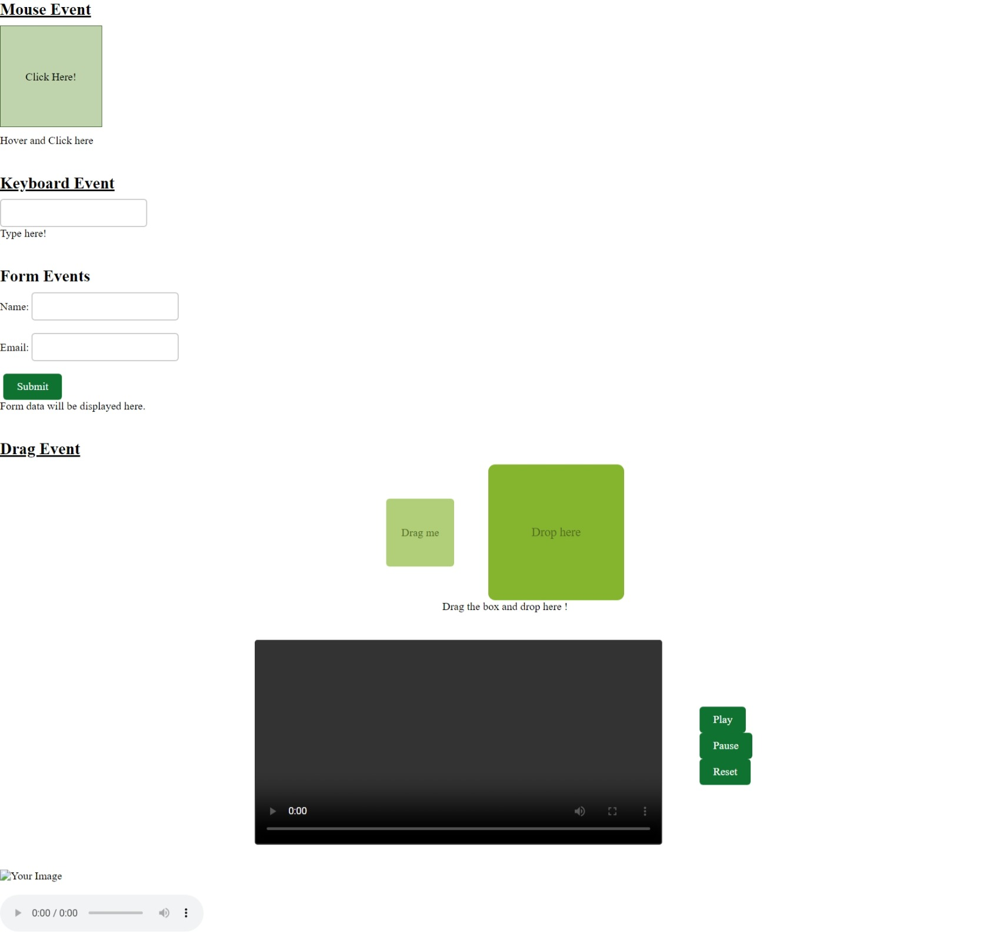 Mouse Event
Click Here!
Hover and Click here
Keyboard Event
Type here!
Form Events
Name:
Email:
Submit
Form data will be displayed here.
Drag Event
Drag me
Drop here
Drag the box and drop here !
Play
Pause
Reset
0:00
Your Image
0:00 / 0:00